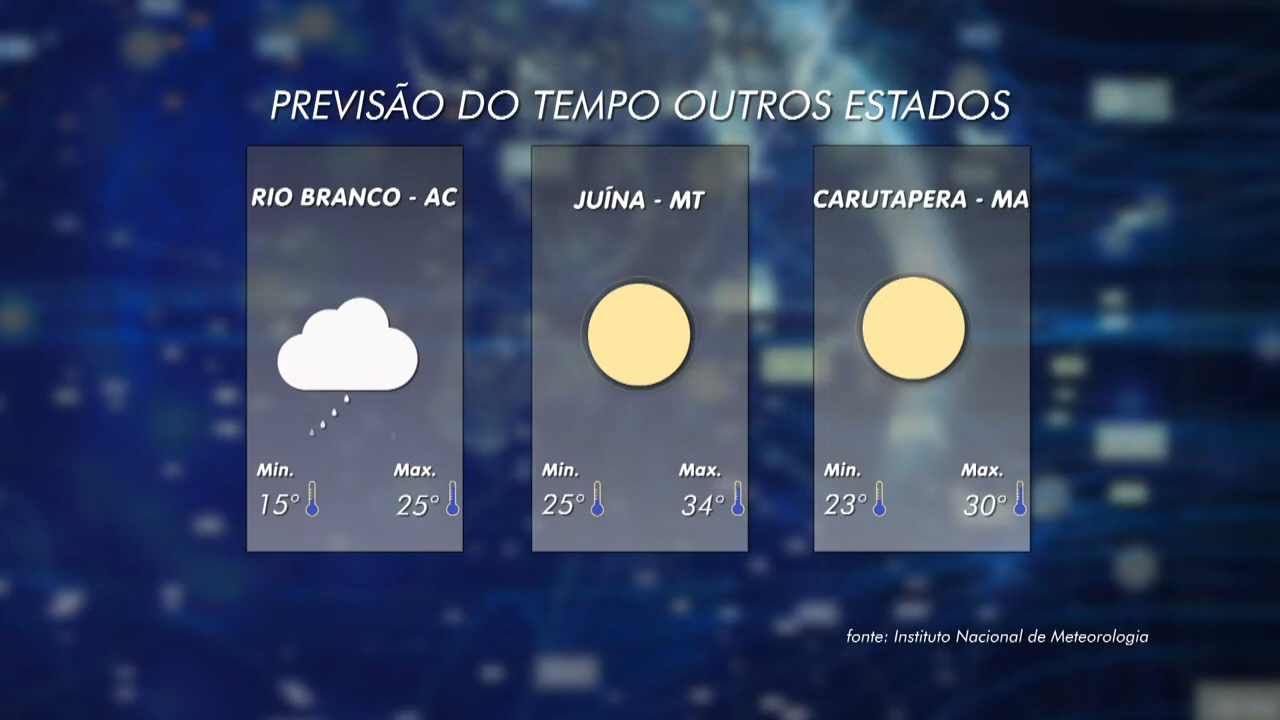 PREVISÃO DO TEMPO OUTROS ESTADOS
RIO BRANCO - AC
Min. Max.
15° 25°
JUÍNA - MT
Min. Max.
25° 34°
CARUTAPERA - MA
Min. Max.
23° 30°
fonte: Instituto Nacional de Meteorologia